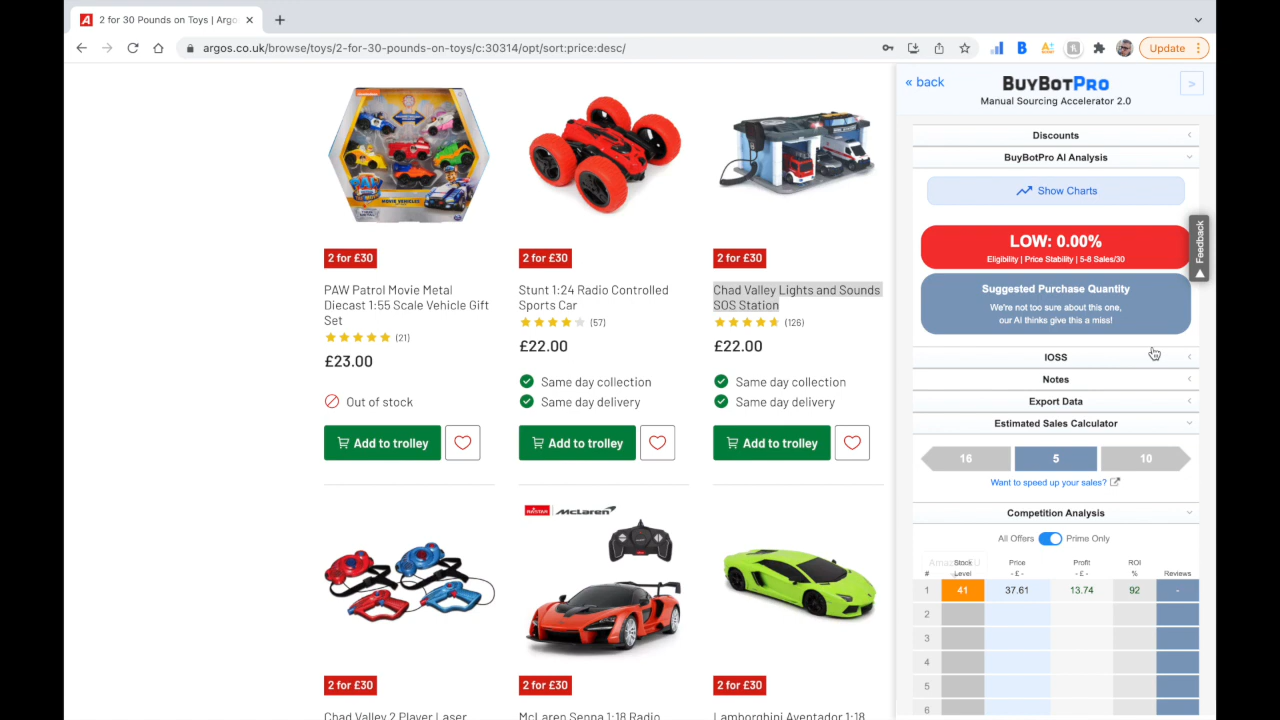 2 for 30 Pounds on Toys | Argo
argos.co.uk/browse/toys/2-for-30-pounds-on-toys/c:30314/opt/sort:price:desc/
Update
2 for £30
PAW Patrol Movie Metal
Diecast 1:55 Scale Vehicle Gift
Set
(21)
£23.00
Out of stock
Add to trolley
2 for £30
Stunt 1:24 Radio Controlled
Sports Car
(57)
£22.00
Same day collection
Same day delivery
Add to trolley
2 for £30
Chad Valley Lights and Sounds
SOS Station
(126)
£22.00
Same day collection
Same day delivery
Add to trolley
2 for £30
Chad Valley 2 Player Laser
RASTAR McLaren
2 for £30
McLaren Senna 1:18 Radio
2 for £30
Lamborghini Aventador 1:18
« back
BUYBOTPRO
Manual Sourcing Accelerator 2.0
>
Discounts
BuyBotPro AI Analysis
Show Charts
LOW: 0.00%
Eligibility | Price Stability | 5-8 Sales/30
Suggested Purchase Quantity
We're not too sure about this one,
our AI thinks give this a miss!
Feedback
IOSS
Notes
Export Data
Estimated Sales Calculator
16 5 10
Want to speed up your sales?
Competition Analysis
All Offers Prime Only
# Stock Level Price - £ - Profit - £ - ROI % Reviews
1 41 37.61 13.74 92 -
2
3
4
5
6